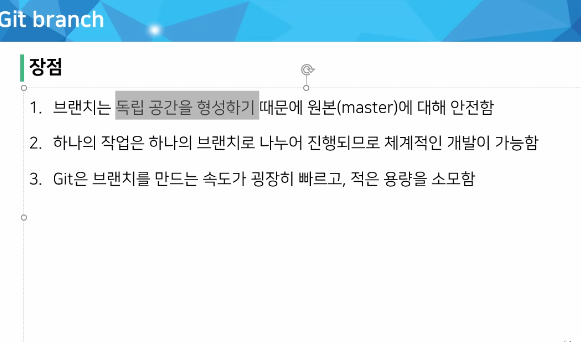 Git branch
장점
1. 브랜치는 독립 공간을 형성하기 때문에 원본(master)에 대해 안전함
2. 하나의 작업은 하나의 브랜치로 나누어 진행되므로 체계적인 개발이 가능함
3. Git은 브랜치를 만드는 속도가 굉장히 빠르고, 적은 용량을 소모함